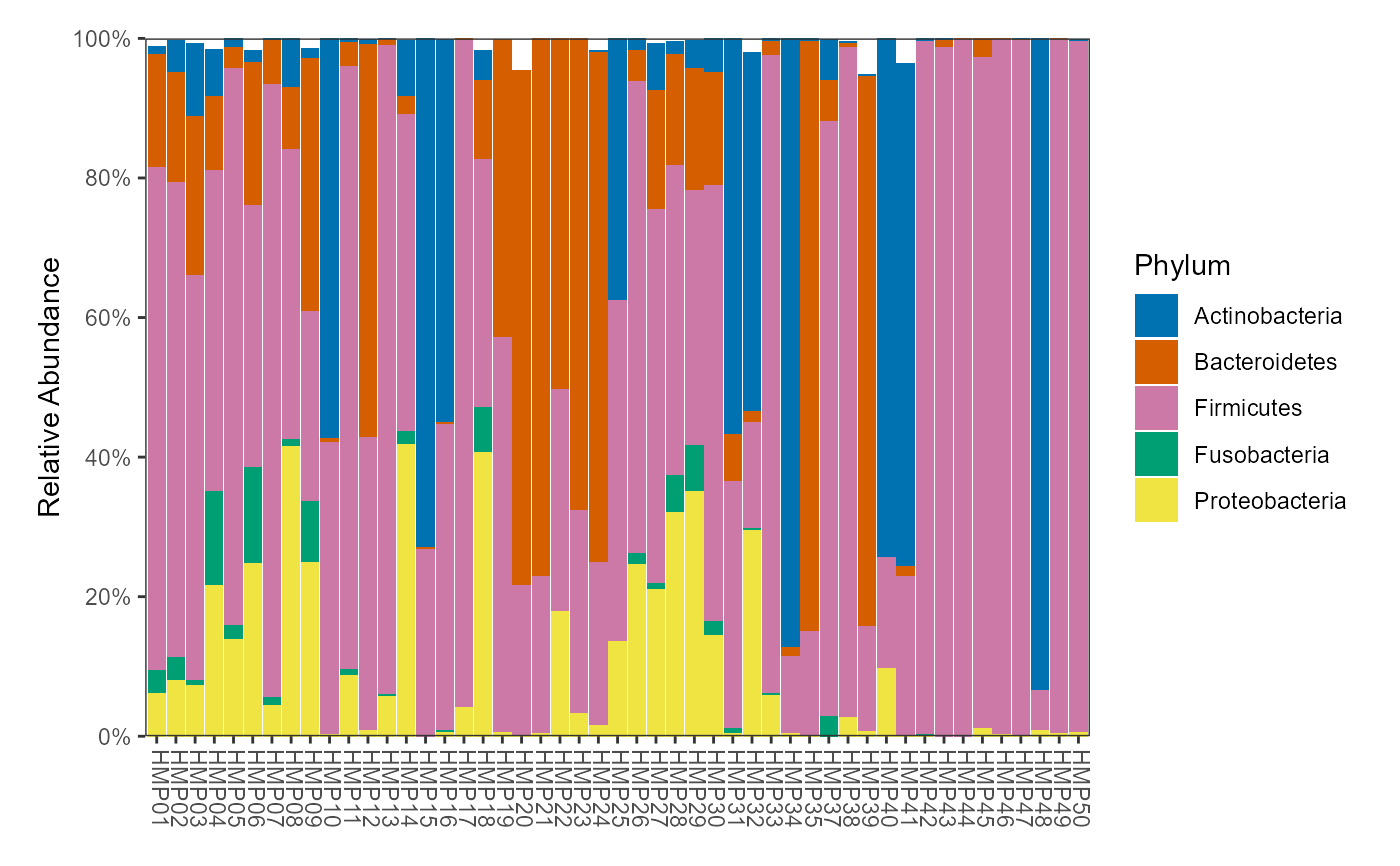 100%
80%
60%
40%
20%
0%
Relative Abundance
HMP01
HMP02
HMP03
HMP04
HMP05
HMP06
HMP07
HMP08
HMP09
HMP10
HMP11
HMP12
HMP13
HMP14
HMP15
HMP16
HMP17
HMP18
HMP19
HMP20
HMP21
HMP22
HMP23
HMP24
HMP25
HMP26
HMP27
HMP28
HMP29
HMP30
HMP31
HMP32
HMP33
HMP34
HMP35
HMP37
HMP38
HMP39
HMP40
HMP41
HMP42
HMP43
HMP44
HMP45
HMP46
HMP47
HMP48
HMP49
HMP50
Phylum
Actinobacteria
Bacteroidetes
Firmicutes
Fusobacteria
Proteobacteria